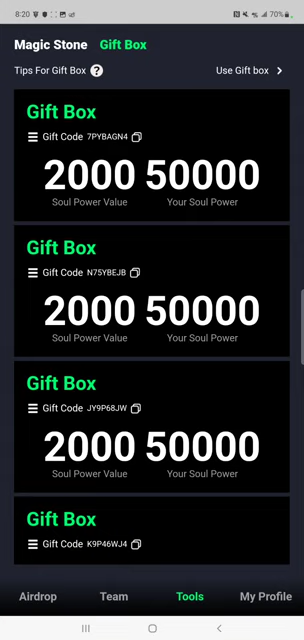 8:20 70%
Magic Stone Gift Box
Tips For Gift Box ? Use Gift box >
Gift Box
Gift Code 7PYBAGN4
2000 50000
Soul Power Value Your Soul Power
Gift Box
Gift Code N75YBEJB
2000 50000
Soul Power Value Your Soul Power
Gift Box
Gift Code JY9P68JW
2000 50000
Soul Power Value Your Soul Power
Gift Box
Gift Code K9P46WJ4
Airdrop Team Tools My Profile